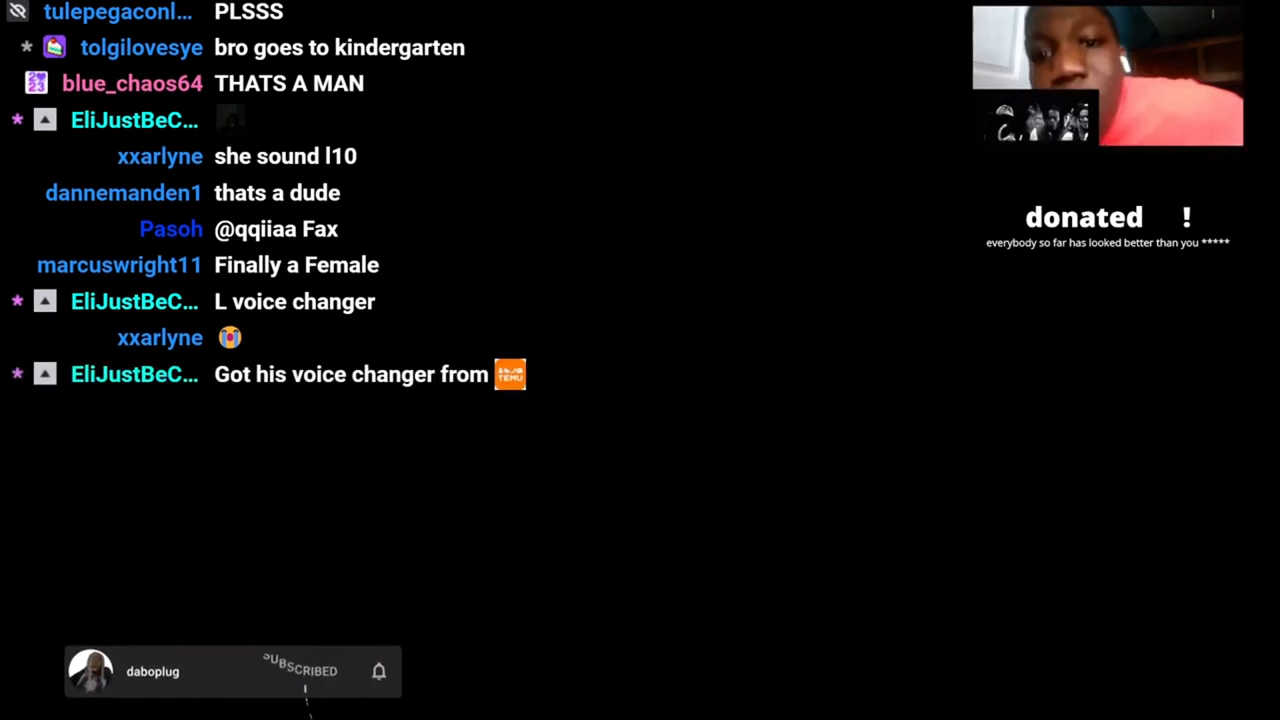 tulepegaconl... PLSSS
tolgilovesye bro goes to kindergarten
blue_chaos64 THATS A MAN
EliJustBeC...
xxarlyne she sound l10
dannemanden1 thats a dude
Pasoh @qqiiaa Fax
marcuswright11 Finally a Female
EliJustBeC... L voice changer
xxarlyne 😭
EliJustBeC... Got his voice changer from TEMU
donated !
everybody so far has looked better than you *****
daboplug SUBSCRIBED